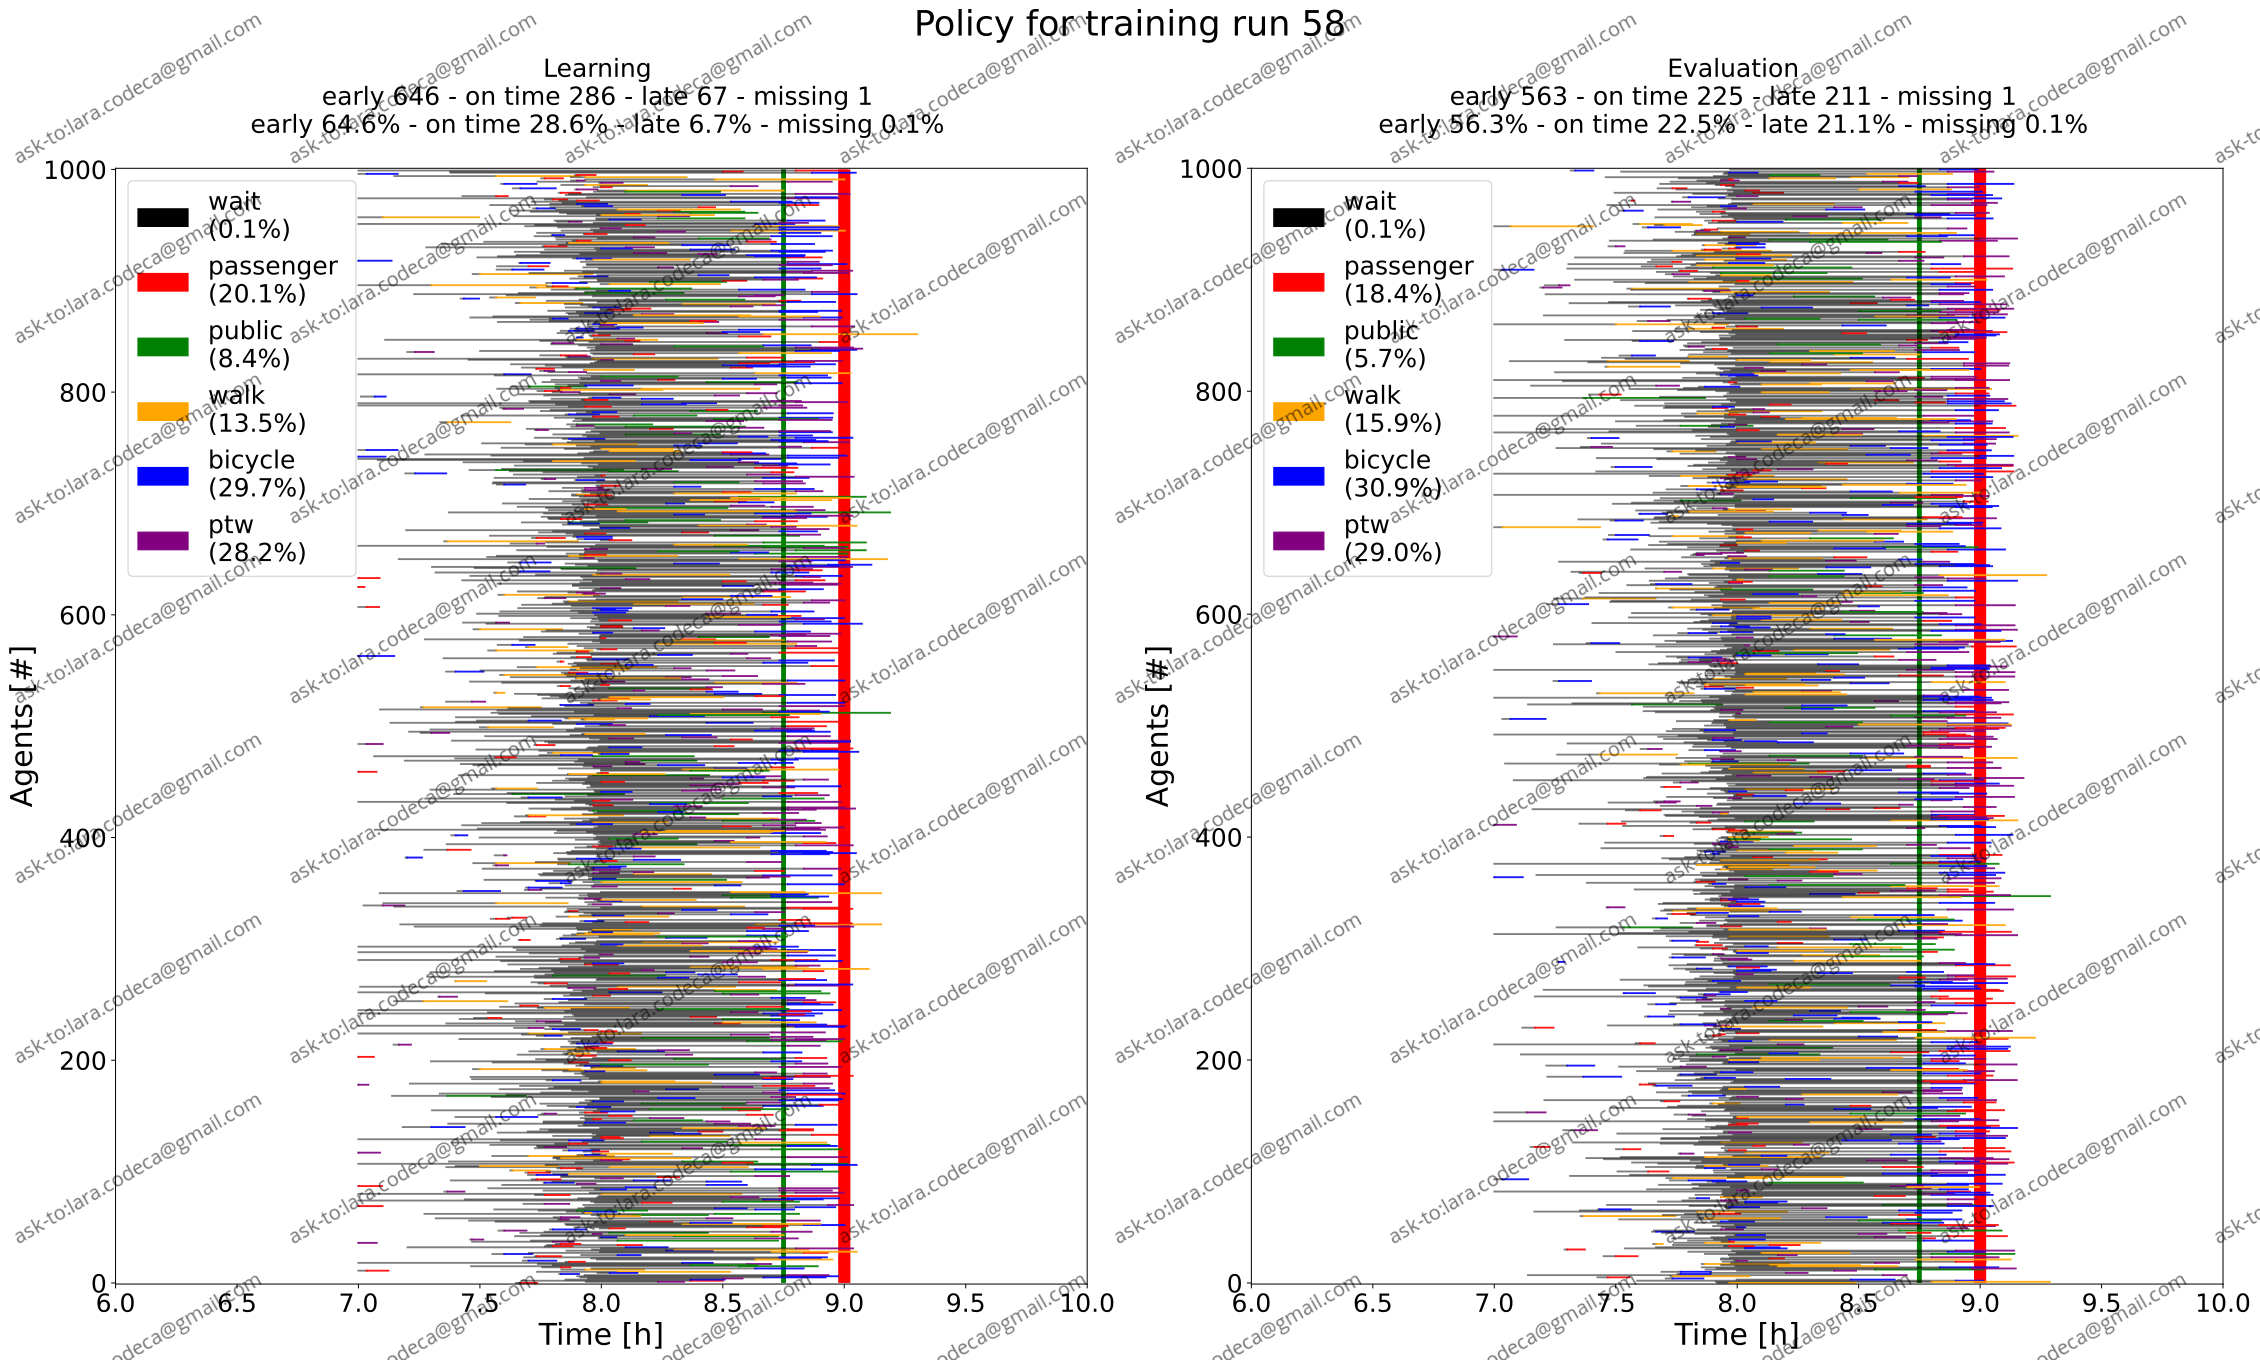 Policy for training run 58
Learning
early 646 - on time 286 - late 67 - missing 1
early 64.6% - on time 28.6% - late 6.7% - missing 0.1%
Evaluation
early 563 - on time 225 - late 211 - missing 1
early 56.3% - on time 22.5% - late 21.1% - missing 0.1%
wait
(0.1%)
passenger
(20.1%)
public
(8.4%)
walk
(13.5%)
bicycle
(29.7%)
ptw
(28.2%)
1000
800
600
400
200
0
Agents [#]
6.0 6.5 7.0 7.5 8.0 8.5 9.0 9.5 10.0
Time [h]
wait
(0.1%)
passenger
(18.4%)
public
(5.7%)
walk
(15.9%)
bicycle
(30.9%)
ptw
(29.0%)
1000
800
600
400
200
0
Agents [#]
6.0 6.5 7.0 7.5 8.0 8.5 9.0 9.5 10.0
Time [h]
ask-to:lara.codeca@gmail.com